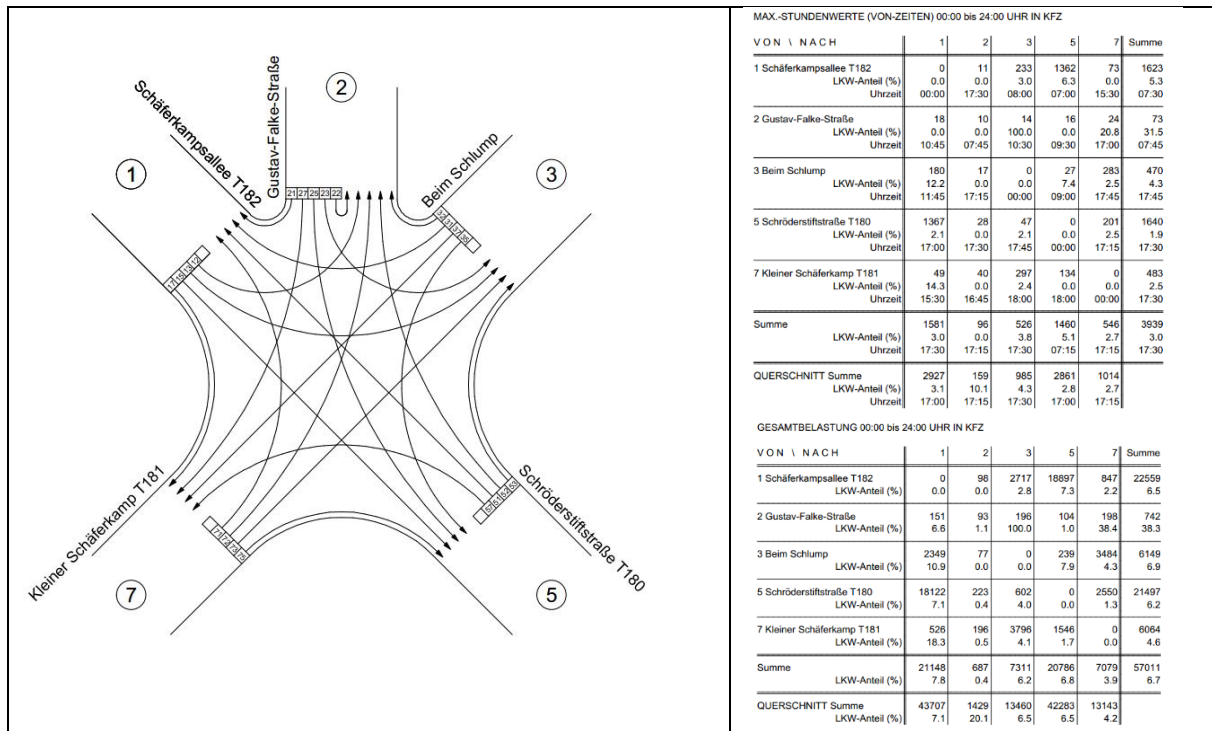 Schäferkampsallee T182
Gustav-Falke-Straße
2
Beim Schlump
1
3
21 27 25 23 22
32 31 37 35
17 15 13 12
57 51 52 53
71 72 73 75
Kleiner Schäferkamp T181
Schröderstiftstraße T180
7
5
MAX.-STUNDENWERTE (VON-ZEITEN) 00:00 bis 24:00 UHR IN KFZ
VON \ NACH 1 2 3 5 7 Summe
1 Schäferkampsallee T182 0 11 233 1362 73 1623
LKW-Anteil (%) 0.0 0.0 3.0 6.3 0.0 5.3
Uhrzeit 00:00 17:30 08:00 07:00 15:30 07:30
2 Gustav-Falke-Straße 18 10 14 16 24 73
LKW-Anteil (%) 0.0 0.0 100.0 0.0 20.8 31.5
Uhrzeit 10:45 07:45 10:30 09:30 17:00 07:45
3 Beim Schlump 180 17 0 27 283 470
LKW-Anteil (%) 12.2 0.0 0.0 7.4 2.5 4.3
Uhrzeit 11:45 17:15 00:00 09:00 17:45 17:45
5 Schröderstiftstraße T180 1367 28 47 0 201 1640
LKW-Anteil (%) 2.1 0.0 2.1 0.0 2.5 1.9
Uhrzeit 17:00 17:30 17:45 00:00 17:15 17:30
7 Kleiner Schäferkamp T181 49 40 297 134 0 483
LKW-Anteil (%) 14.3 0.0 2.4 0.0 0.0 2.5
Uhrzeit 15:30 16:45 18:00 18:00 00:00 17:30
Summe 1581 96 526 1460 546 3939
LKW-Anteil (%) 3.0 0.0 3.8 5.1 2.7 3.0
Uhrzeit 17:30 17:15 17:30 07:15 17:15 17:30
QUERSCHNITT Summe 2927 159 985 2861 1014
LKW-Anteil (%) 3.1 10.1 4.3 2.8 2.7
Uhrzeit 17:00 17:15 17:30 17:00 17:15
GESAMTBELASTUNG 00:00 bis 24:00 UHR IN KFZ
VON \ NACH 1 2 3 5 7 Summe
1 Schäferkampsallee T182 0 98 2717 18897 847 22559
LKW-Anteil (%) 0.0 0.0 2.8 7.3 2.2 6.5
2 Gustav-Falke-Straße 151 93 196 104 198 742
LKW-Anteil (%) 6.6 1.1 100.0 1.0 38.4 38.3
3 Beim Schlump 2349 77 0 239 3484 6149
LKW-Anteil (%) 10.9 0.0 0.0 7.9 4.3 6.9
5 Schröderstiftstraße T180 18122 223 602 0 2550 21497
LKW-Anteil (%) 7.1 0.4 4.0 0.0 1.3 6.2
7 Kleiner Schäferkamp T181 526 196 3796 1546 0 6064
LKW-Anteil (%) 18.3 0.5 4.1 1.7 0.0 4.6
Summe 21148 687 7311 20786 7079 57011
LKW-Anteil (%) 7.8 0.4 6.2 6.8 3.9 6.7
QUERSCHNITT Summe 43707 1429 13460 42283 13143
LKW-Anteil (%) 7.1 20.1 6.5 6.5 4.2